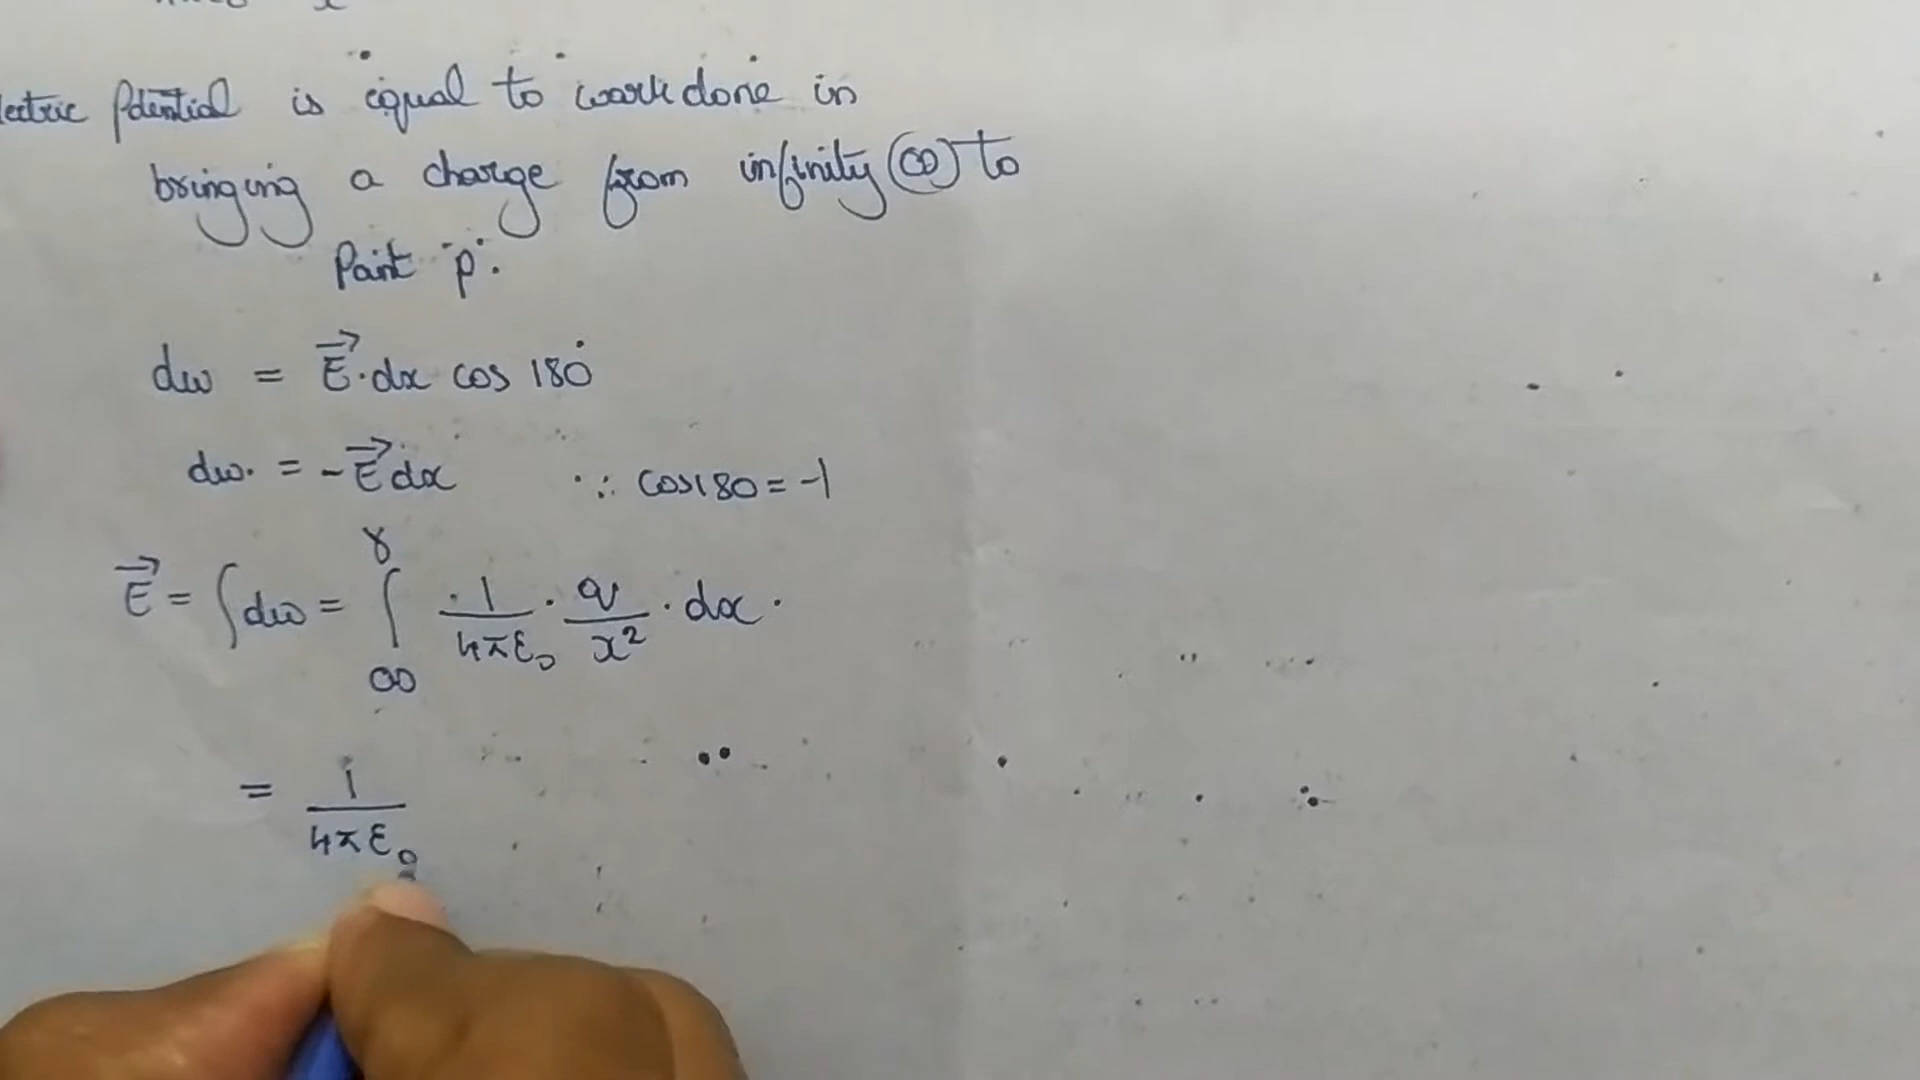 lectric Potential is equal to work done in
bringing a charge from infinity (∞) to
Point "p".
dw = E⃗·dx cos 180°
dw. = -E⃗dx ∵ cos180 = -1
E⃗ = ∫dw = ∫_∞^r 1/4πε₀ · q/x² · dx ·
= 1/4πε₀